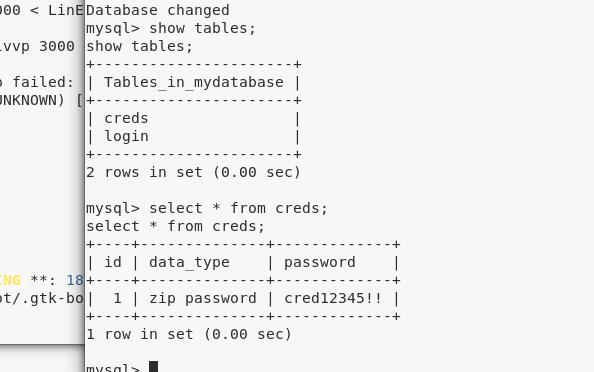 000 < LinE
.vvp 3000
failed:
UNKNOWN) [
ING **: 18
ot/.gtk-bo
Database changed
mysql> show tables;
show tables;
+----------------------+
| Tables_in_mydatabase |
+----------------------+
| creds                |
| login                |
+----------------------+
2 rows in set (0.00 sec)
mysql> select * from creds;
select * from creds;
+----+--------------+-------------+
| id | data_type    | password    |
+----+--------------+-------------+
|  1 | zip password | cred12345!! |
+----+--------------+-------------+
1 row in set (0.00 sec)
mysql>